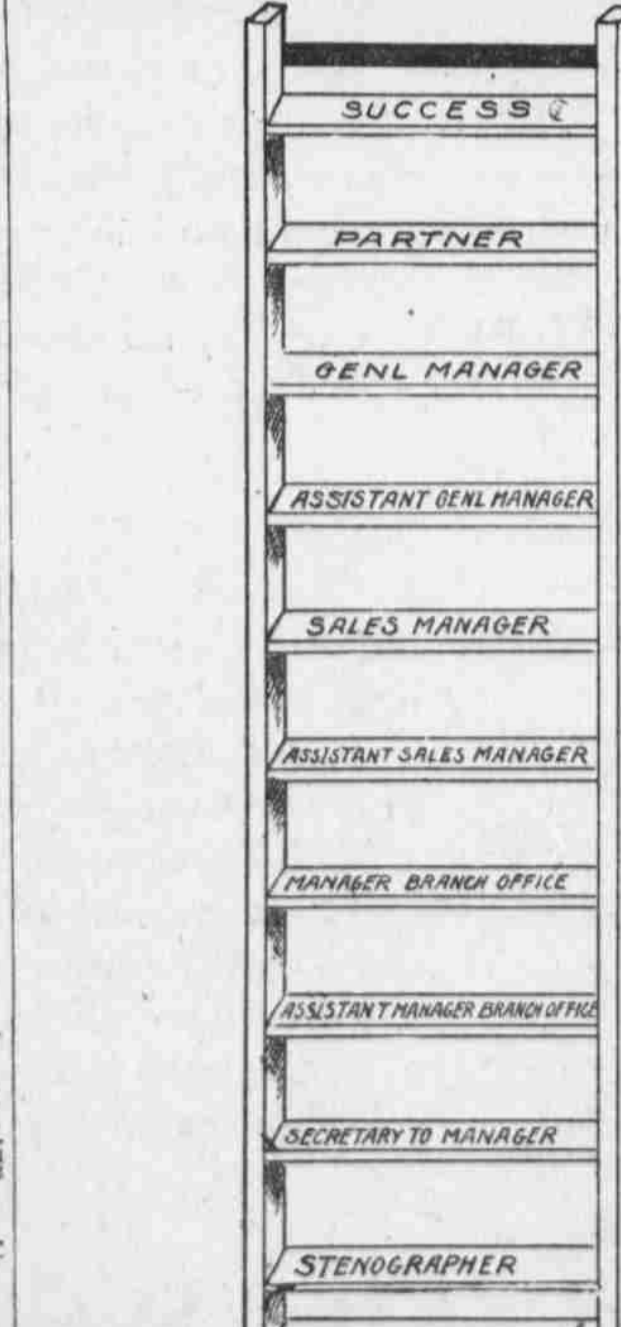 SUCCESS
PARTNER
GENL MANAGER
ASSISTANT GENL MANAGER
SALES MANAGER
ASSISTANT SALES MANAGER
MANAGER BRANCH OFFICE
ASSISTANT MANAGER BRANCH OFFICE
SECRETARY TO MANAGER
STENOGRAPHER